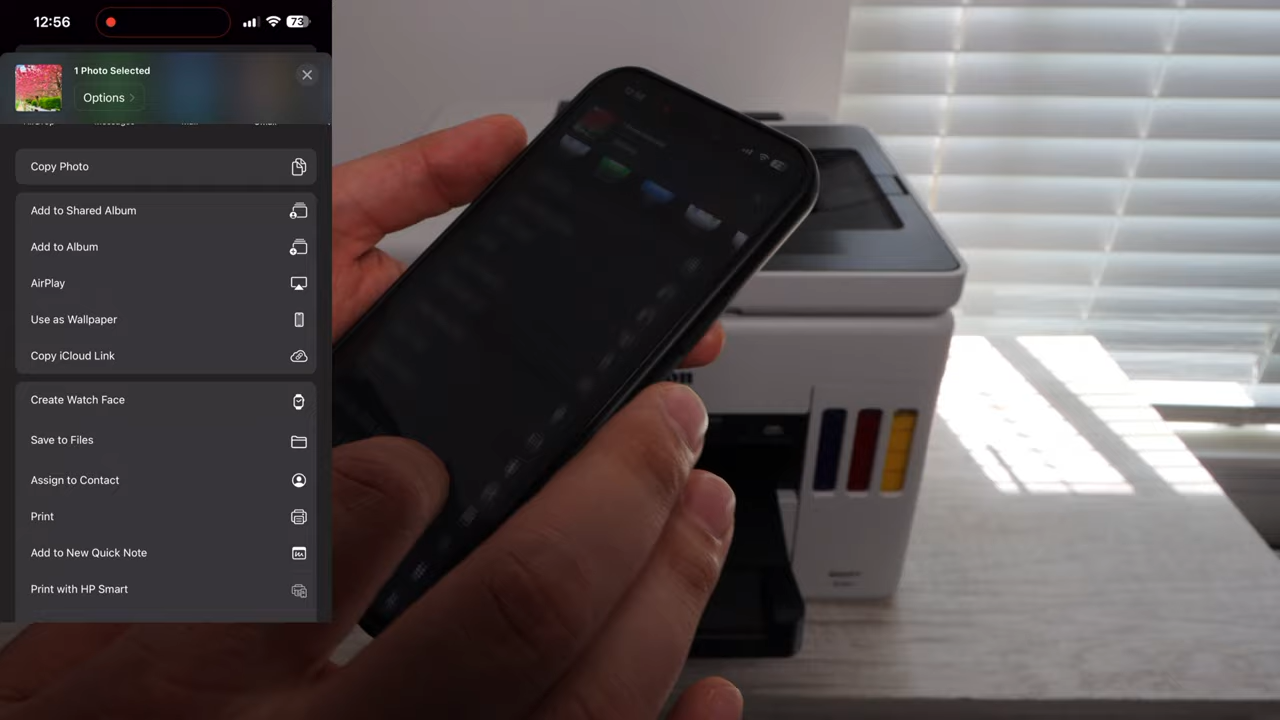 12:56
73
1 Photo Selected
Options
Copy Photo
Add to Shared Album
Add to Album
AirPlay
Use as Wallpaper
Copy iCloud Link
Create Watch Face
Save to Files
Assign to Contact
Print
Add to New Quick Note
Print with HP Smart